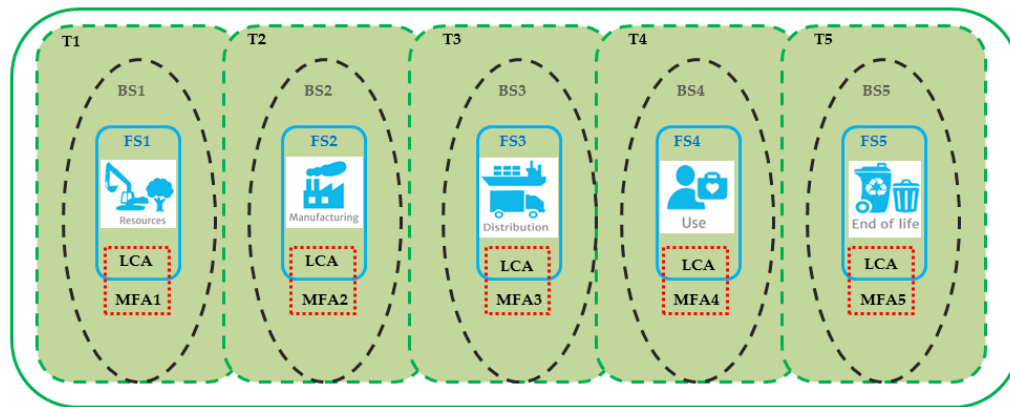 T1
T2
T3
T4
T5
BS1
BS2
BS3
BS4
BS5
FS1
FS2
FS3
FS4
FS5
Resources
Manufacturing
Distribution
Use
End of life
LCA
LCA
LCA
LCA
LCA
MFA1
MFA2
MFA3
MFA4
MFA5